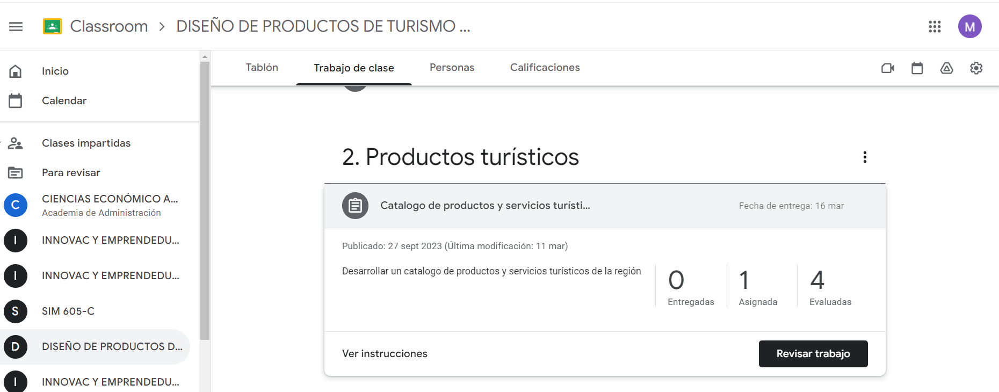 Classroom > DISEÑO DE PRODUCTOS DE TURISMO ...
M
Inicio
Calendar
Clases impartidas
Para revisar
C
CIENCIAS ECONÓMICO A...
Academia de Administración
I
INNOVAC Y EMPRENDEDU...
I
INNOVAC Y EMPRENDEDU...
S
SIM 605-C
D
DISEÑO DE PRODUCTOS D...
I
INNOVAC Y EMPRENDEDU...
Tablón
Trabajo de clase
Personas
Calificaciones
2. Productos turísticos
Catalogo de productos y servicios turísti...
Fecha de entrega: 16 mar
Publicado: 27 sept 2023 (Última modificación: 11 mar)
Desarrollar un catalogo de productos y servicios turísticos de la región
0
Entregadas
1
Asignada
4
Evaluadas
Ver instrucciones
Revisar trabajo